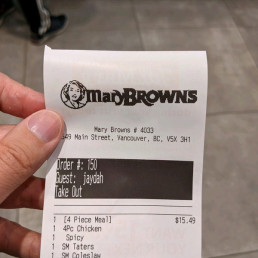 MARYBROWNS
Mary Browns # 4033
49 Main Street, Vancouver, BC, V5X 3H1
Order #: 150
Guest: jaydah
Take Out
1 [4 Piece Meal] $15.49
1 4Pc Chicken
1 Spicy
1 SM Taters
1 SM Coleslaw